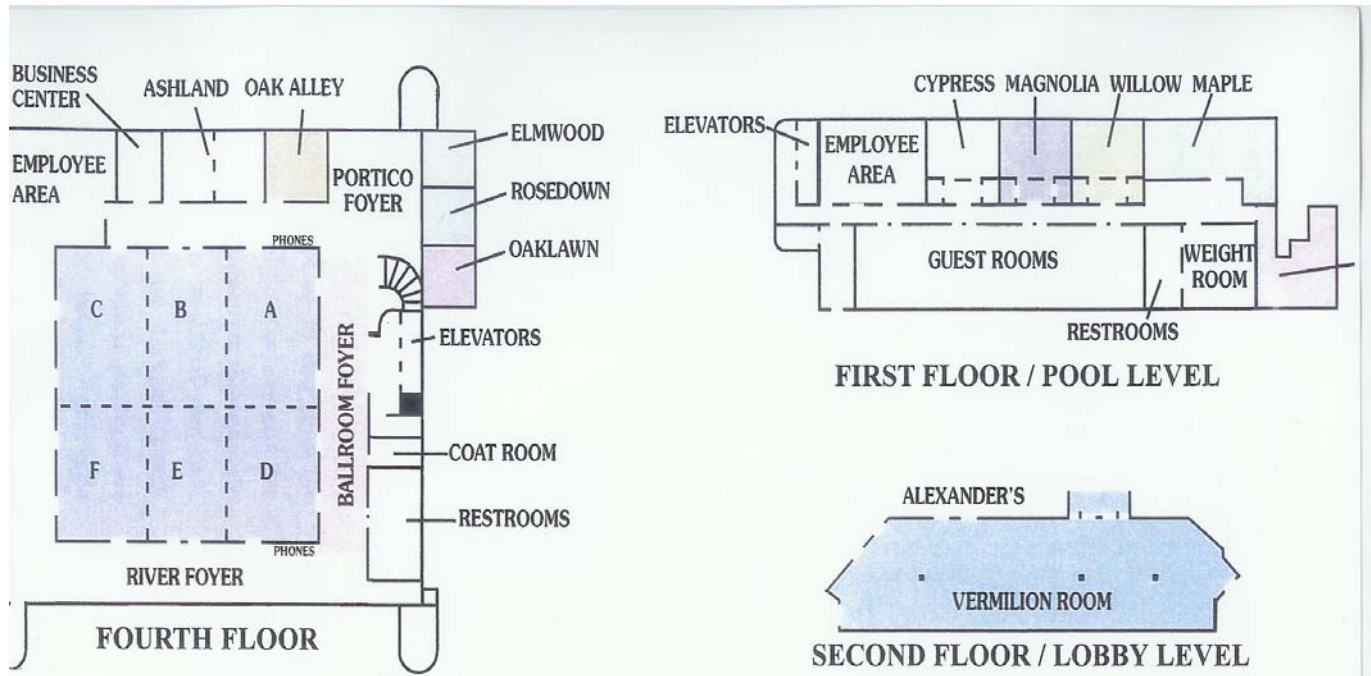 BUSINESS
CENTER
ASHLAND
OAK ALLEY
ELMWOOD
EMPLOYEE
AREA
PORTICO
FOYER
ROSEDOWN
PHONES
OAKLAWN
C
B
A
ELEVATORS
BALLROOM FOYER
F
E
D
COAT ROOM
RESTROOMS
PHONES
RIVER FOYER
FOURTH FLOOR
CYPRESS
MAGNOLIA
WILLOW
MAPLE
ELEVATORS
EMPLOYEE
AREA
GUEST ROOMS
WEIGHT
ROOM
RESTROOMS
FIRST FLOOR / POOL LEVEL
ALEXANDER'S
VERMILION ROOM
SECOND FLOOR / LOBBY LEVEL